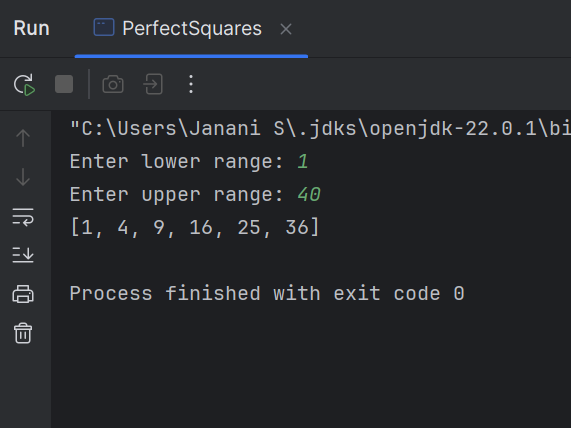 Run PerfectSquares
"C:\Users\Janani S\.jdks\openjdk-22.0.1\bi
Enter lower range: 1
Enter upper range: 40
[1, 4, 9, 16, 25, 36]
Process finished with exit code 0